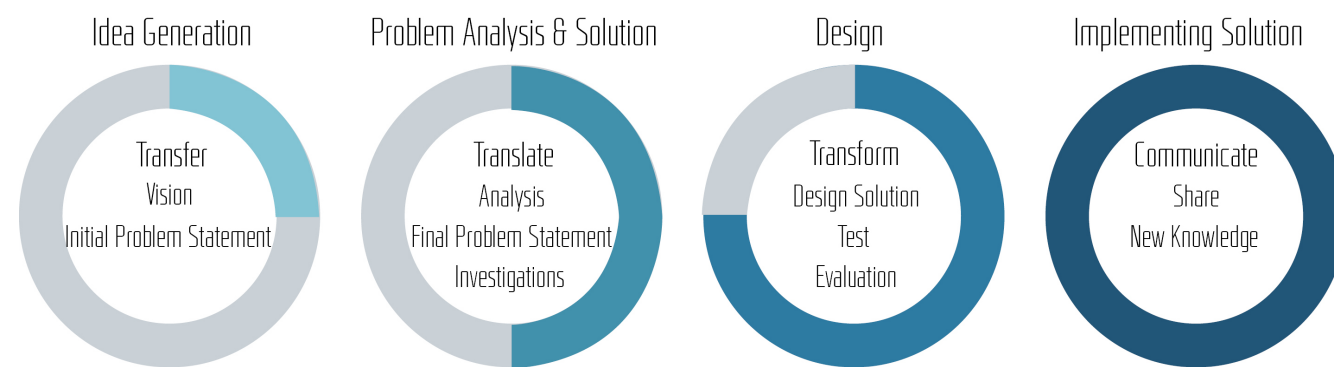 Idea Generation
Transfer
Vision
Initial Problem Statement
Problem Analysis & Solution
Translate
Analysis
Final Problem Statement
Investigations
Design
Transform
Design Solution
Test
Evaluation
Implementing Solution
Communicate
Share
New Knowledge